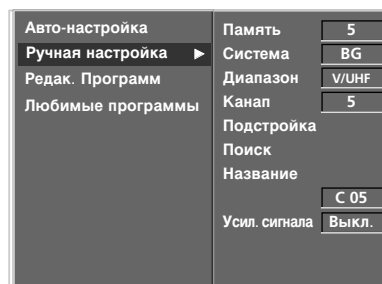 Авто-настройка
Ручная настройка ►
Редак. Программ
Любимые программы
Память 5
Система BG
Диапазон V/UHF
Канап 5
Подстройка
Поиск
Название
C 05
Усил. сигнала Выкл.